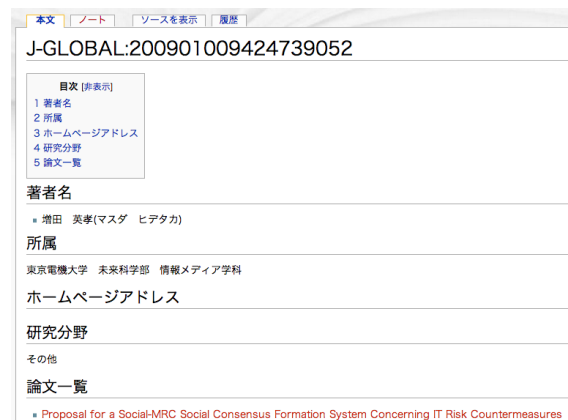 本文 ノート ソースを表示 履歴
J-GLOBAL:200901009424739052
目次 [非表示]
1 著者名
2 所属
3 ホームページアドレス
4 研究分野
5 論文一覧
著者名
増田 英孝(マスダ ヒデタカ)
所属
東京電機大学 未来科学部 情報メディア学科
ホームページアドレス
研究分野
その他
論文一覧
Proposal for a Social-MRC Social Consensus Formation System Concerning IT Risk Countermeasures